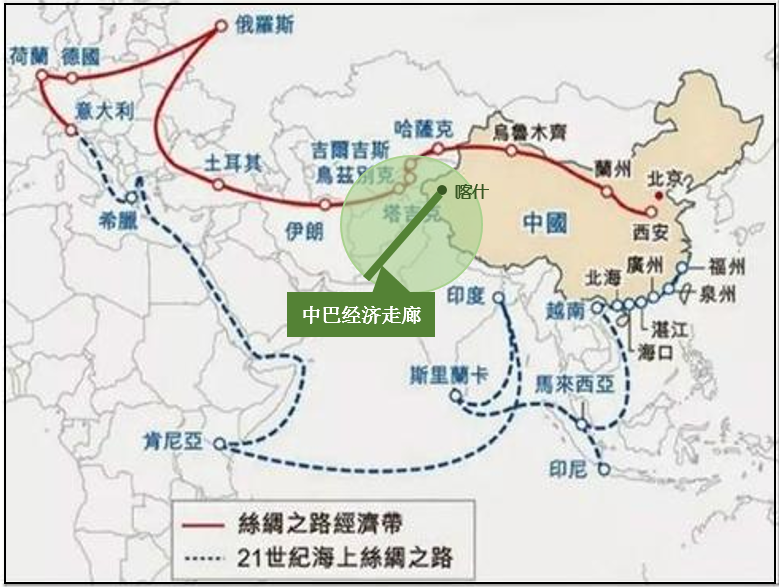 俄羅斯
荷蘭
德國
意大利
哈薩克
烏魯木齊
吉爾吉斯
烏茲別克
土耳其
蘭州
北京
喀什
塔吉克
希臘
伊朗
中國
西安
廣州
福州
北海
泉州
印度
越南
中巴经济走廊
湛江
海口
斯里蘭卡
馬來西亞
肯尼亞
印尼
絲綢之路經濟帶
21世紀海上絲綢之路